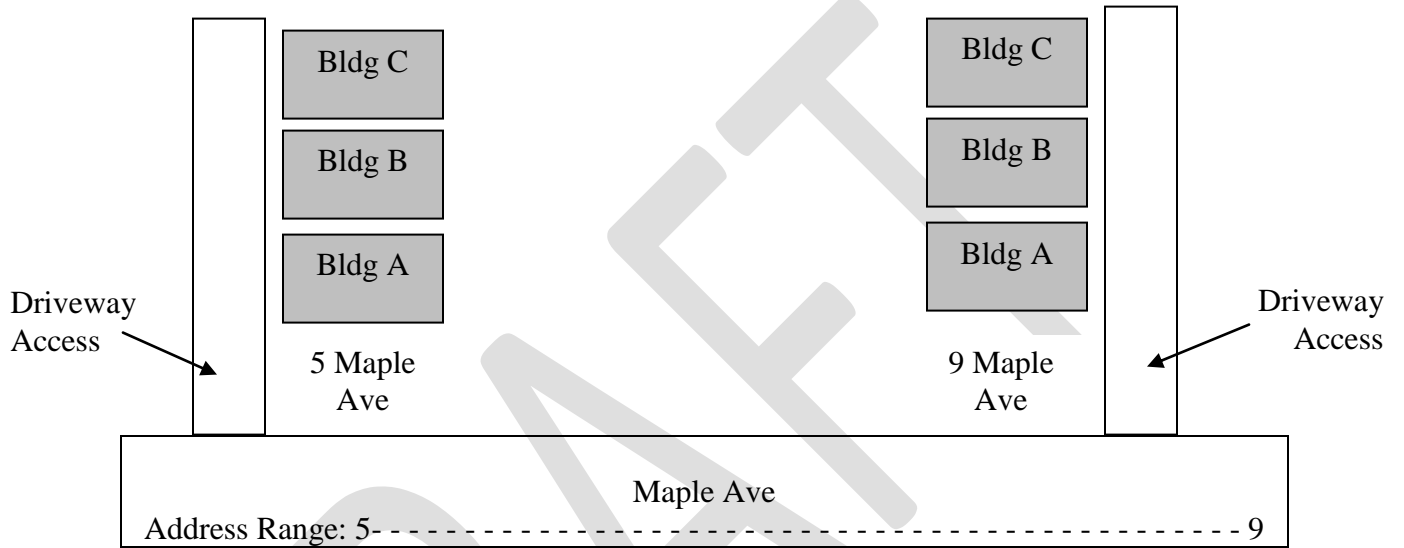 Bldg C
Bldg C
Bldg B
Bldg B
Bldg A
Bldg A
Driveway
Access
Driveway
Access
5 Maple
Ave
9 Maple
Ave
Maple Ave
Address Range: 5- - - - - - - - - - - - - - - - - - - - - - - - - - - - - - - - - - - - - - - - - - - - - - - - - - - - - - - 9
DRAFT